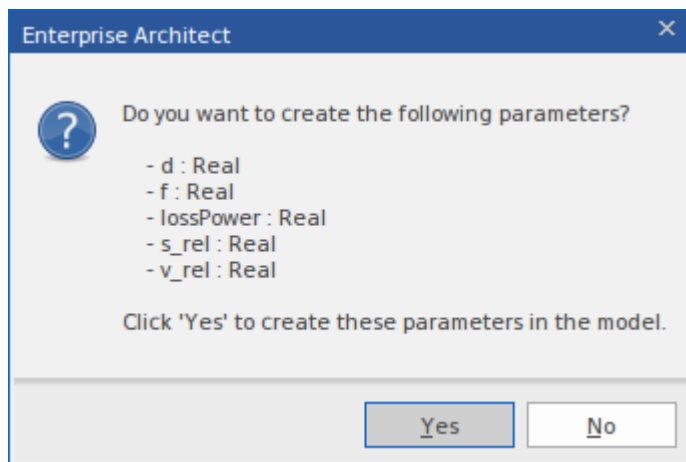 Enterprise Architect
Do you want to create the following parameters?
- d : Real
- f : Real
- lossPower : Real
- s_rel : Real
- v_rel : Real
Click 'Yes' to create these parameters in the model.
Yes No